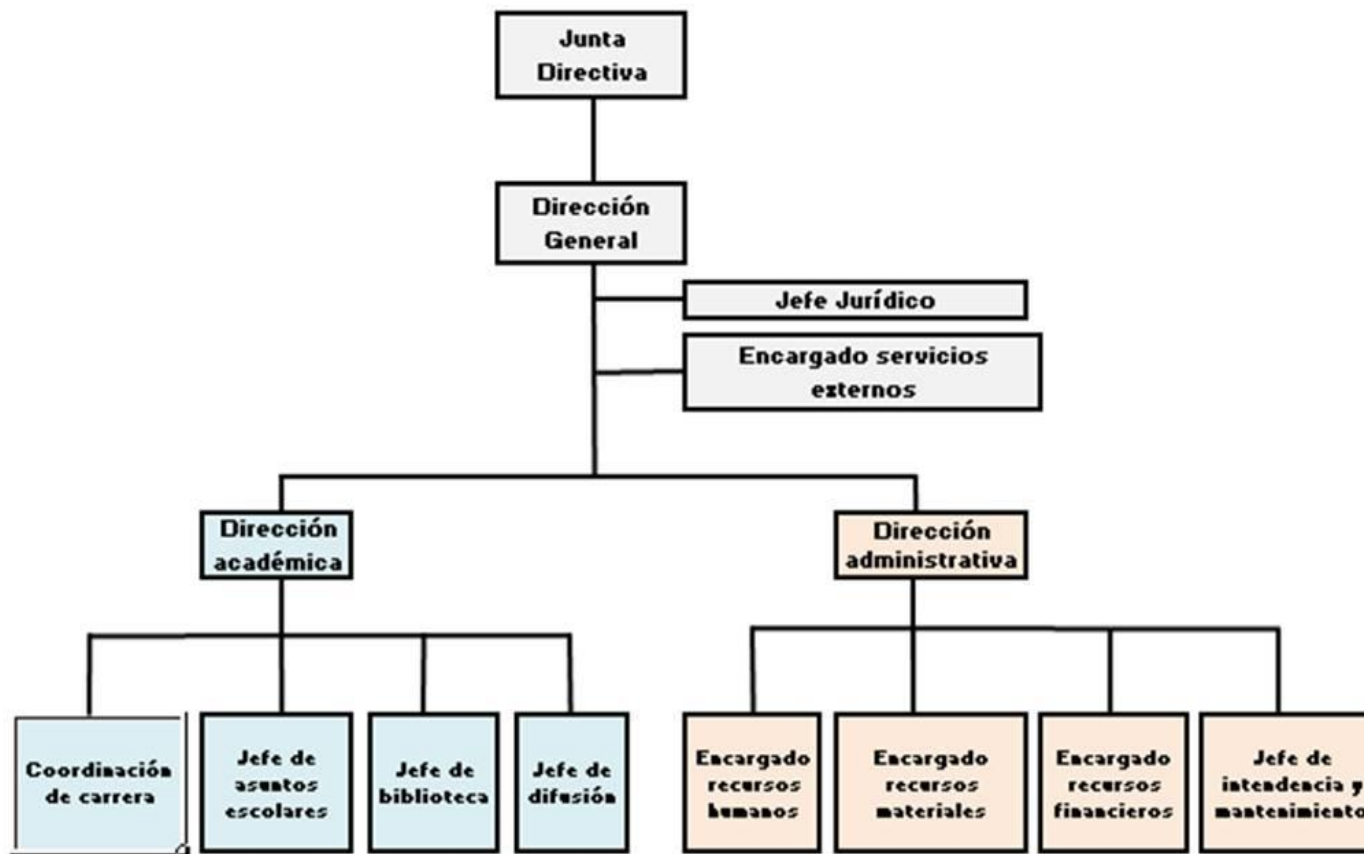 Junta
Directiva
Dirección
General
Jefe Jurídico
Encargado servicios
externos
Dirección
académica
Dirección
administrativa
Coordinación
de carrera
Jefe de
asuntos
escolares
Jefe de
biblioteca
Jefe de
difusión
Encargado
recursos
humanos
Encargado
recursos
materiales
Encargado
recursos
financieros
Jefe de
intendencia y
mantenimiento